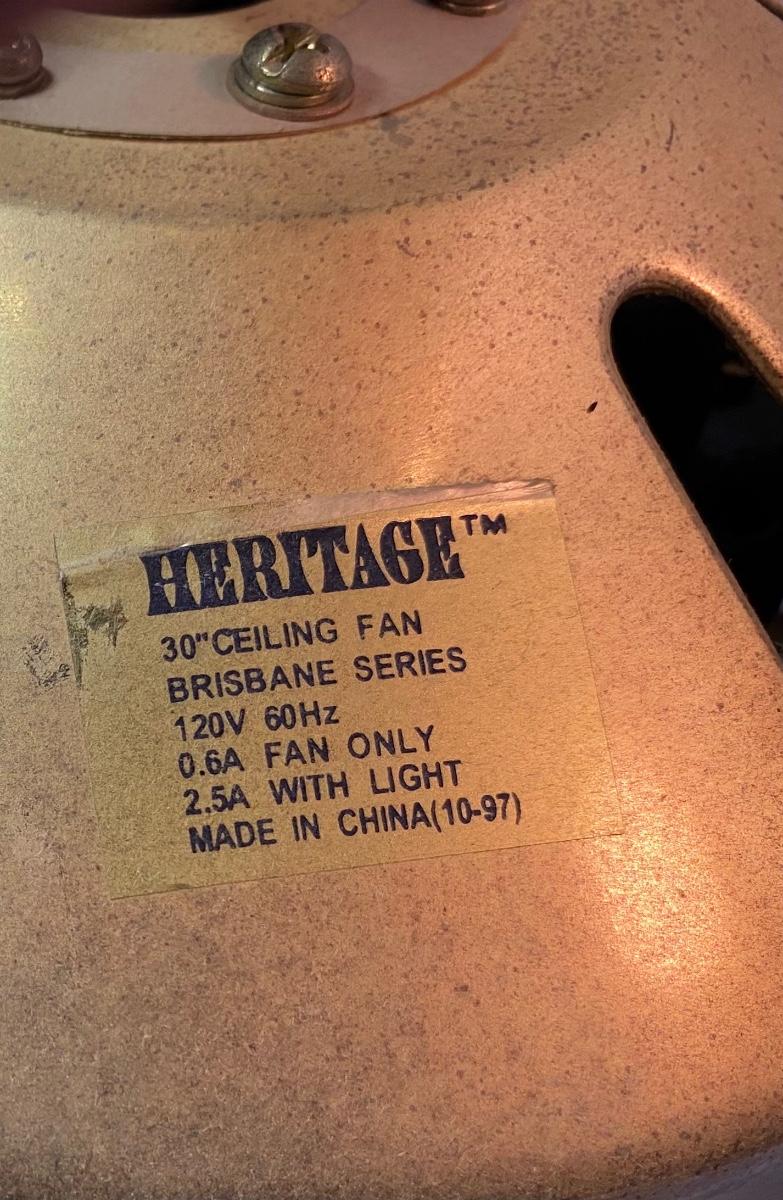 HERITAGE™
30"CEILING FAN
BRISBANE SERIES
120V 60Hz
0.6A FAN ONLY
2.5A WITH LIGHT
MADE IN CHINA(10-97)